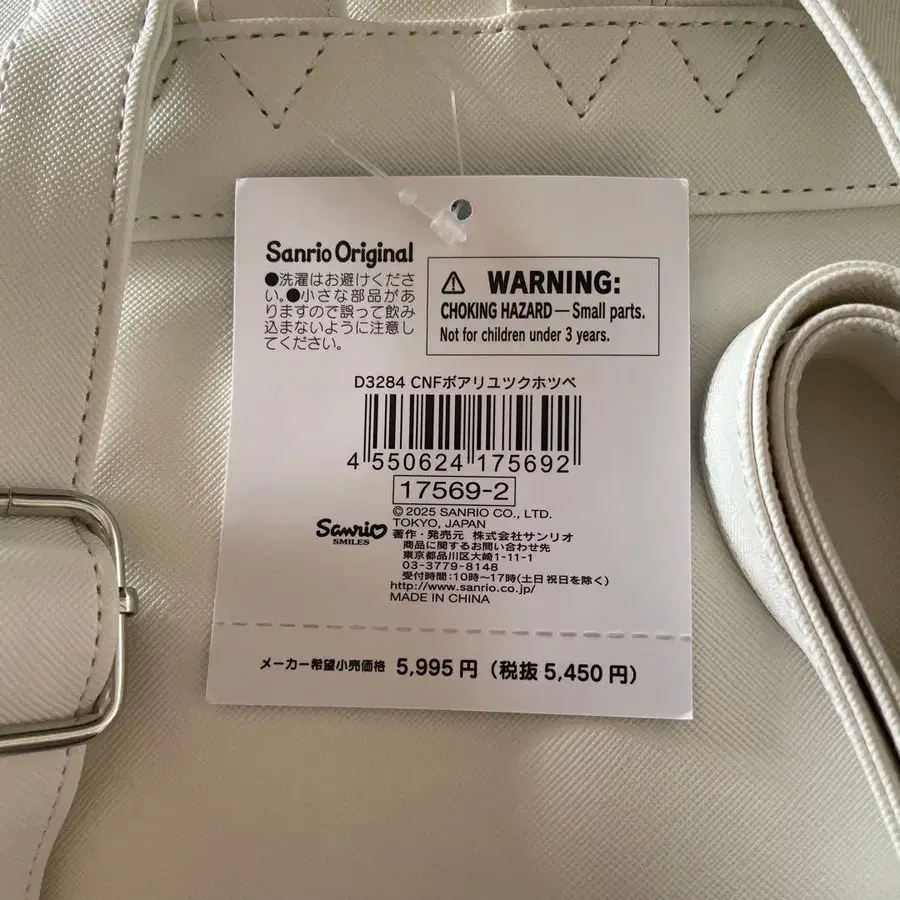 Sanrio Original
●洗濯はお避けくださ
い。●小さな部品があ
りますので誤って飲み
込まないように注意し
てください。
⚠ WARNING:
CHOKING HAZARD—Small parts.
Not for children under 3 years.
D3284 CNFボアリユツクホツペ
4 550624 175692
17569-2
© 2025 SANRIO CO., LTD.
TOKYO, JAPAN
Sanrio
SMILES
著作・発売元 株式会社サンリオ
商品に関するお問い合わせ先
東京都品川区大崎1-11-1
03-3779-8148
受付時間:10時〜17時(土日祝日を除く)
http://www.sanrio.co.jp/
MADE IN CHINA
メーカー希望小売価格 5,995円(税抜5,450円)